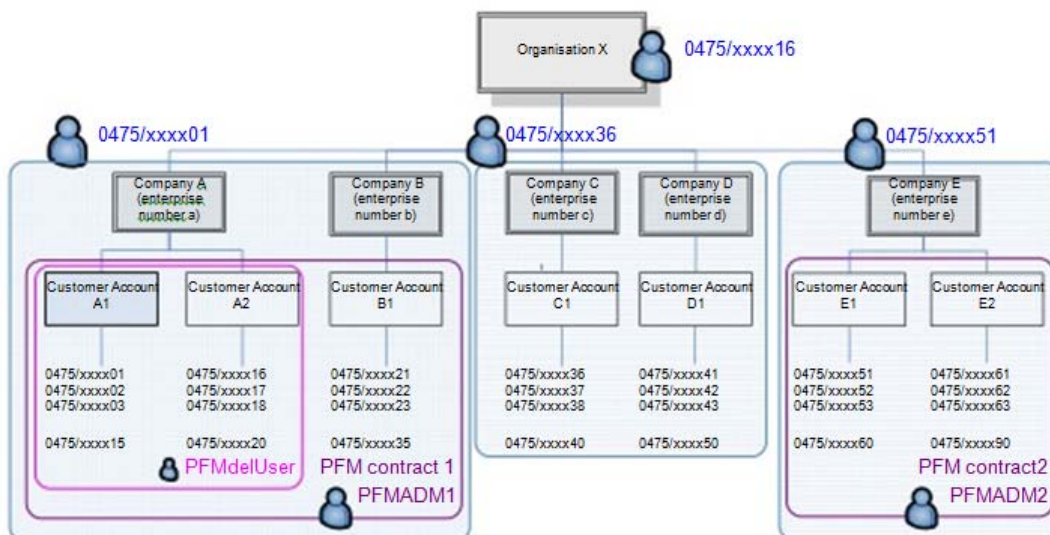 Organisation X
0475/xxxx16
0475/xxxx01
0475/xxxx36
0475/xxxx51
Company A
(enterprise
number a)
Company B
(enterprise
number b)
Company C
(enterprise
number c)
Company D
(enterprise
number d)
Company E
(enterprise
number e)
Customer Account
A1
Customer Account
A2
Customer Account
B1
Customer Account
C1
Customer Account
D1
Customer Account
E1
Customer Account
E2
0475/xxxx01
0475/xxxx02
0475/xxxx03
0475/xxxx15
0475/xxxx16
0475/xxxx17
0475/xxxx18
0475/xxxx20
0475/xxxx21
0475/xxxx22
0475/xxxx23
0475/xxxx35
0475/xxxx36
0475/xxxx37
0475/xxxx38
0475/xxxx40
0475/xxxx41
0475/xxxx42
0475/xxxx43
0475/xxxx50
0475/xxxx51
0475/xxxx52
0475/xxxx53
0475/xxxx60
0475/xxxx61
0475/xxxx62
0475/xxxx63
0475/xxxx90
PFMdelUser
PFM contract 1
PFMADM1
PFM contract2
PFMADM2